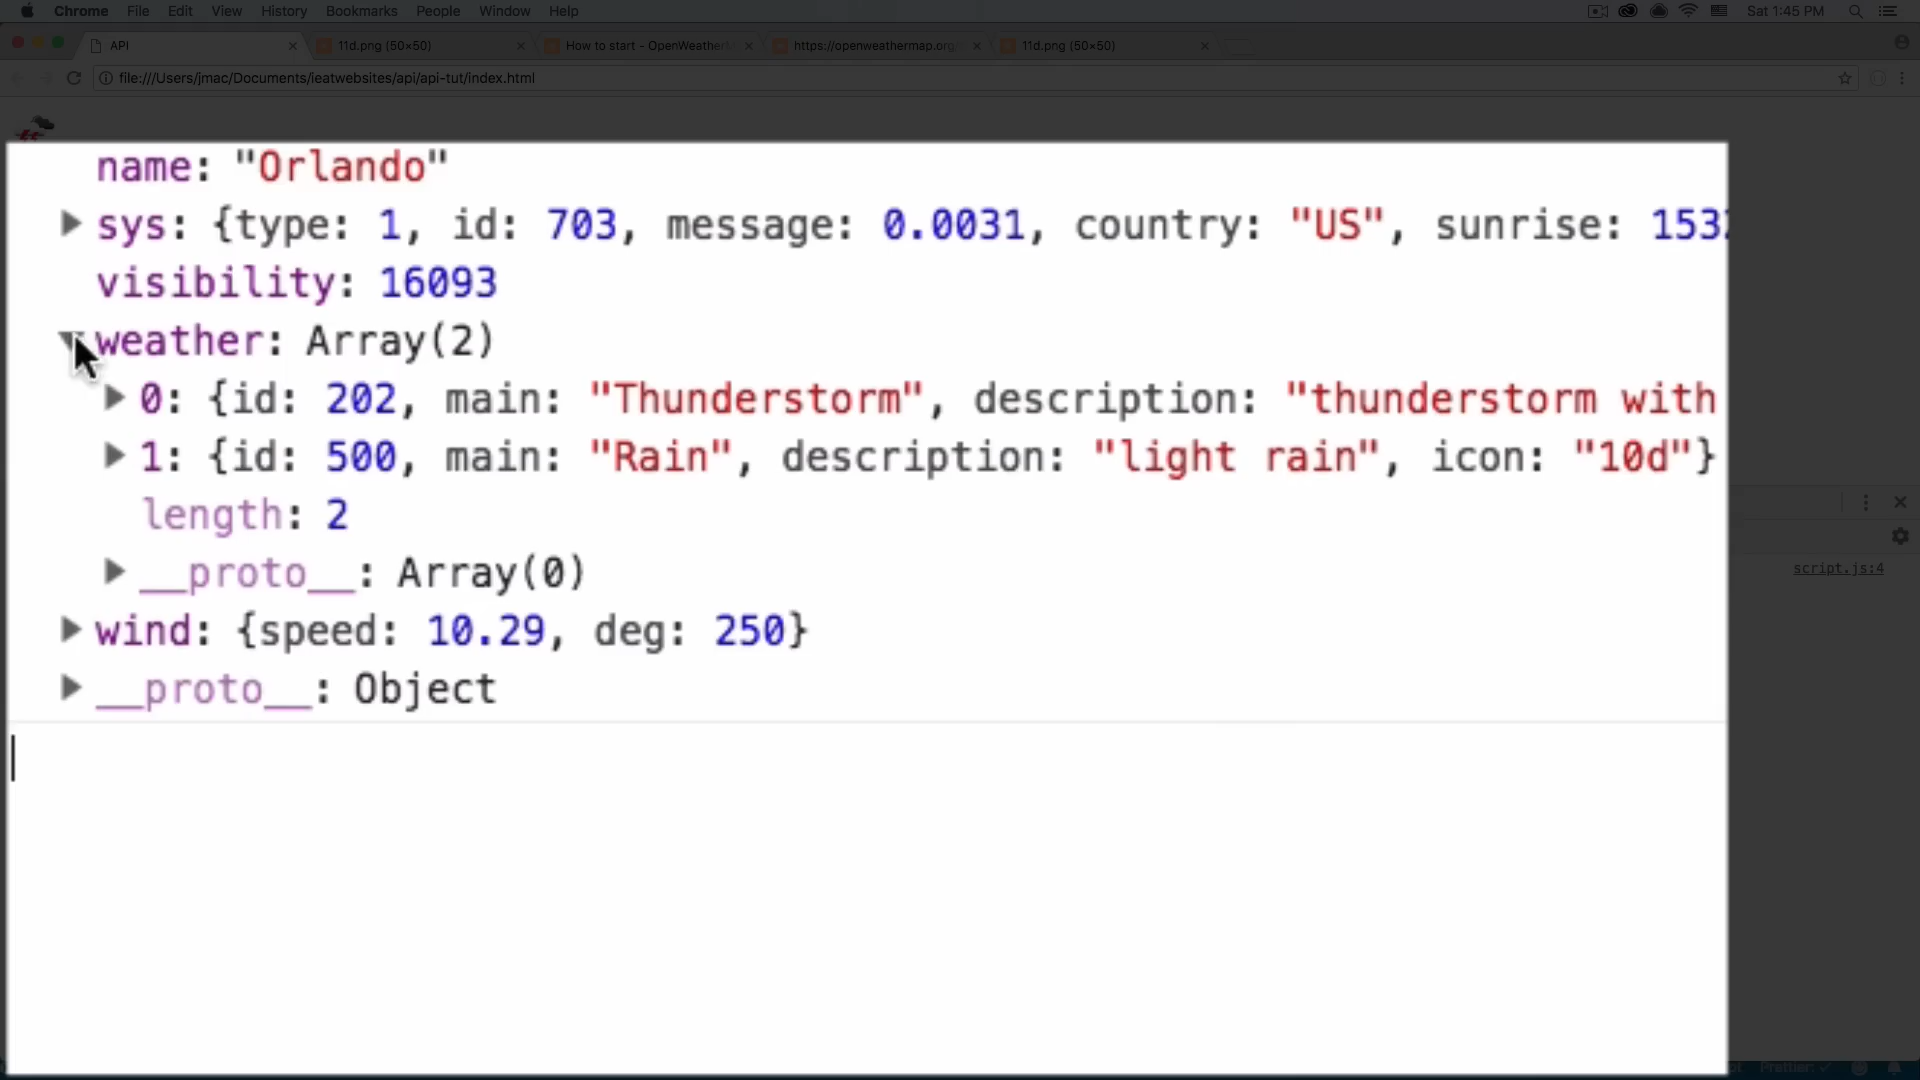 Chrome File Edit View History Bookmarks People Window Help Sat 1:45 PM
API 11d.png (50×50) How to start - OpenWeatherM https://openweathermap.org 11d.png (50×50)
file:///Users/jmac/Documents/ieatwebsites/api/api-tut/index.html
name: "Orlando"
sys: {type: 1, id: 703, message: 0.0031, country: "US", sunrise: 153
visibility: 16093
weather: Array(2)
0: {id: 202, main: "Thunderstorm", description: "thunderstorm with
1: {id: 500, main: "Rain", description: "light rain", icon: "10d"}
length: 2
script.js:4
__proto__: Array(0)
wind: {speed: 10.29, deg: 250}
__proto__: Object
Prettier: ✓